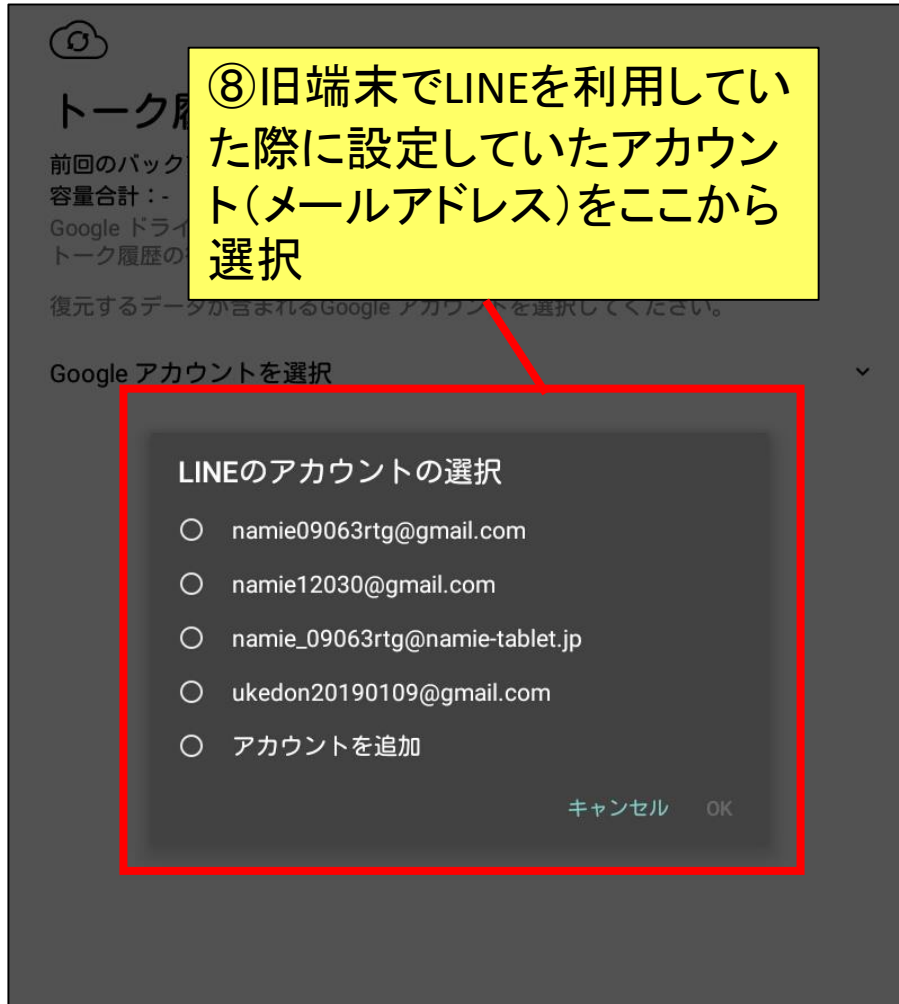 ⑧旧端末でLINEを利用してい
た際に設定していたアカウン
ト(メールアドレス)をここから
選択
トーク
前回のバック
容量合計:-
Google ドライ
トーク履歴の
復元するデータが含まれるGoogle アカウントを選択してください。
Google アカウントを選択
LINEのアカウントの選択
namie09063rtg@gmail.com
namie12030@gmail.com
namie_09063rtg@namie-tablet.jp
ukedon20190109@gmail.com
アカウントを追加
キャンセル OK